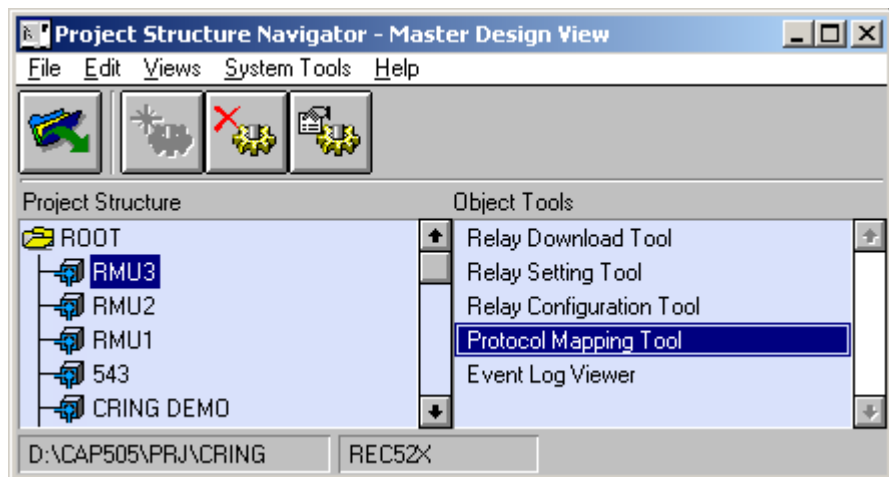 Project Structure Navigator - Master Design View
File Edit Views System Tools Help
Project Structure
Object Tools
ROOT
RMU3
RMU2
RMU1
543
CRING DEMO
Relay Download Tool
Relay Setting Tool
Relay Configuration Tool
Protocol Mapping Tool
Event Log Viewer
D:\CAP505\PRJ\CRING
REC52X